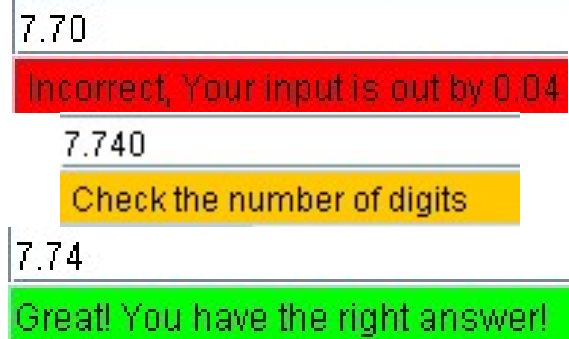 7.70
Incorrect, Your input is out by 0.04
7.740
Check the number of digits
7.74
Great! You have the right answer!